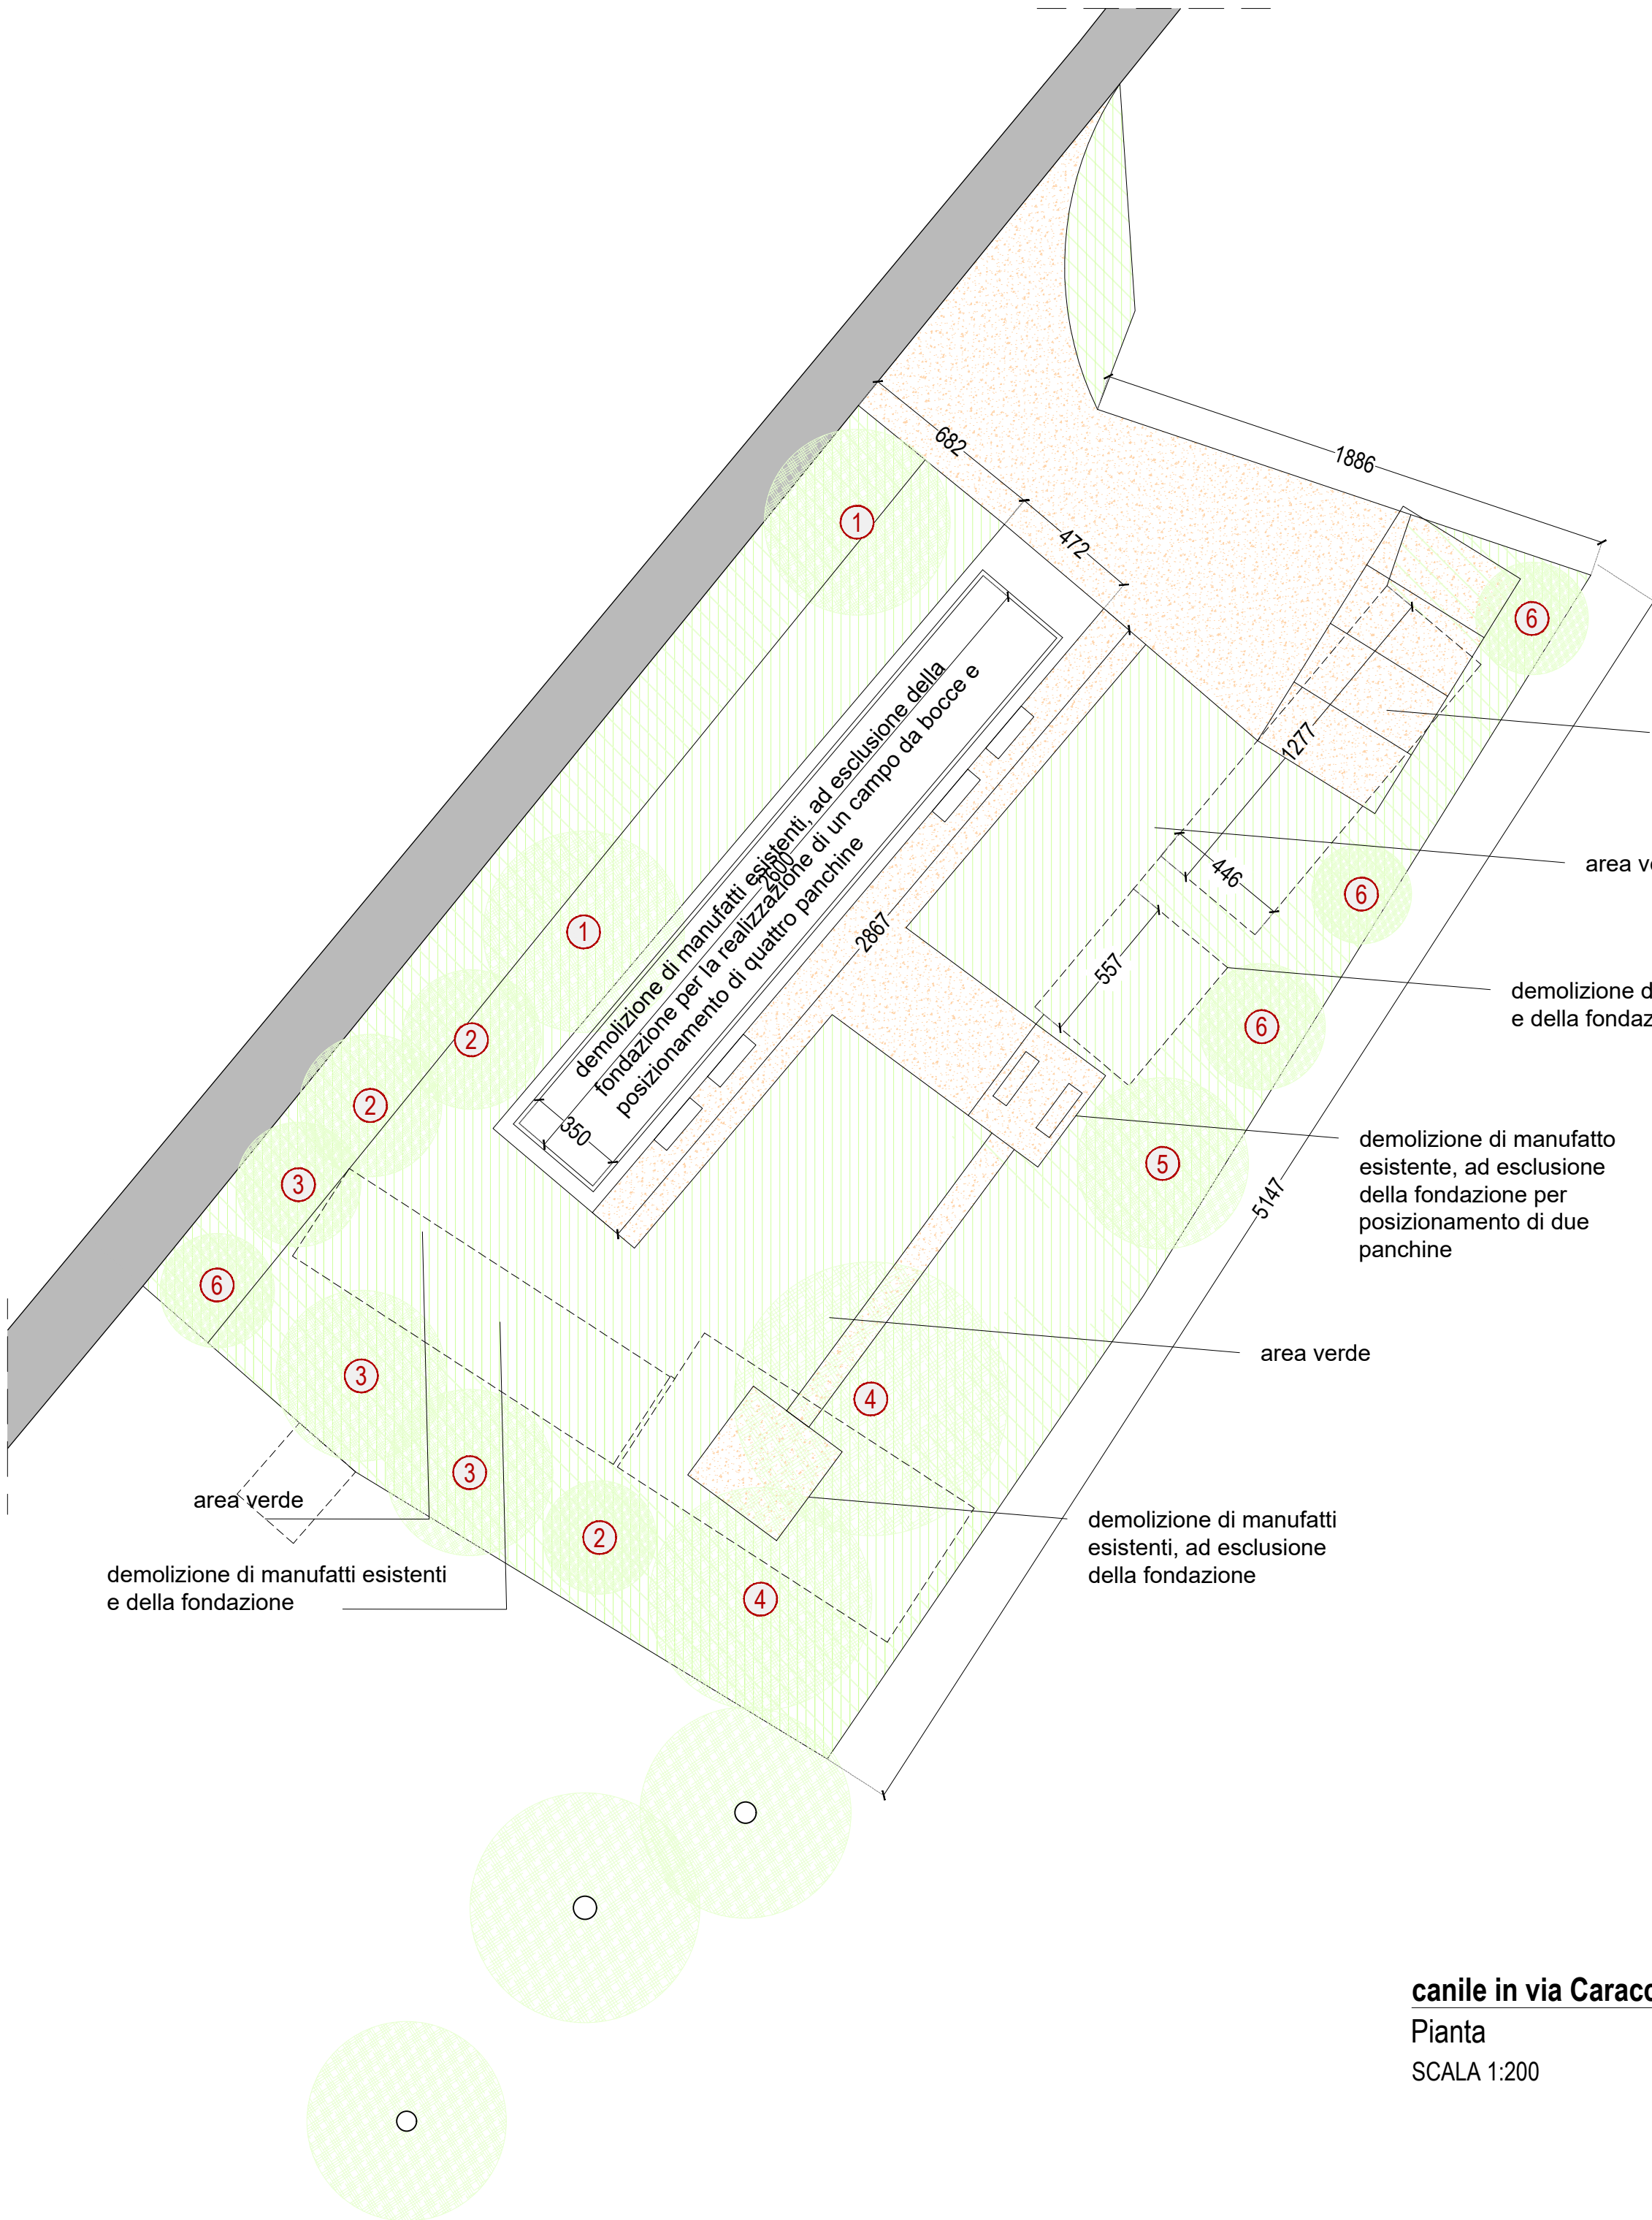 682
1886
472
1
6
1277
demolizione di manufatti esistenti, ad esclusione della
fondazione per la realizzazione di un campo da bocce e
posizionamento di quattro panchine
2600
350
2867
446
area
6
557
1
demolizione
e della
2
6
2
demolizione di manufatto
esistente, ad esclusione
della fondazione per
posizionamento di due
panchine
5
3
5147
6
area verde
3
4
3
area verde
demolizione di manufatti
esistenti, ad esclusione
della fondazione
2
demolizione di manufatti esistenti
e della fondazione
4
canile in via
Pianta
SCALA 1:200